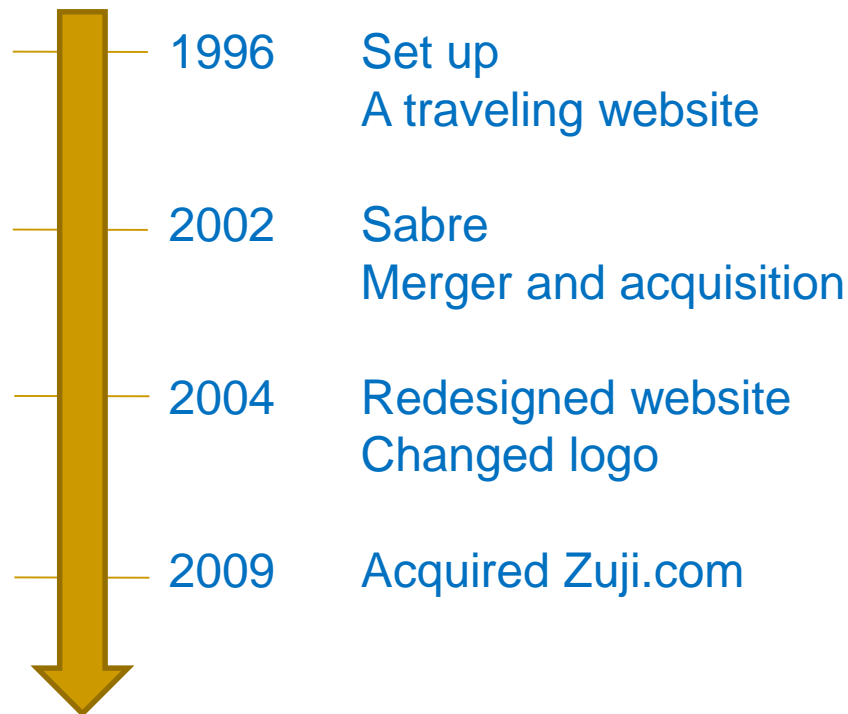 1996 Set up
A traveling website
2002 Sabre
Merger and acquisition
2004 Redesigned website
Changed logo
2009 Acquired Zuji.com